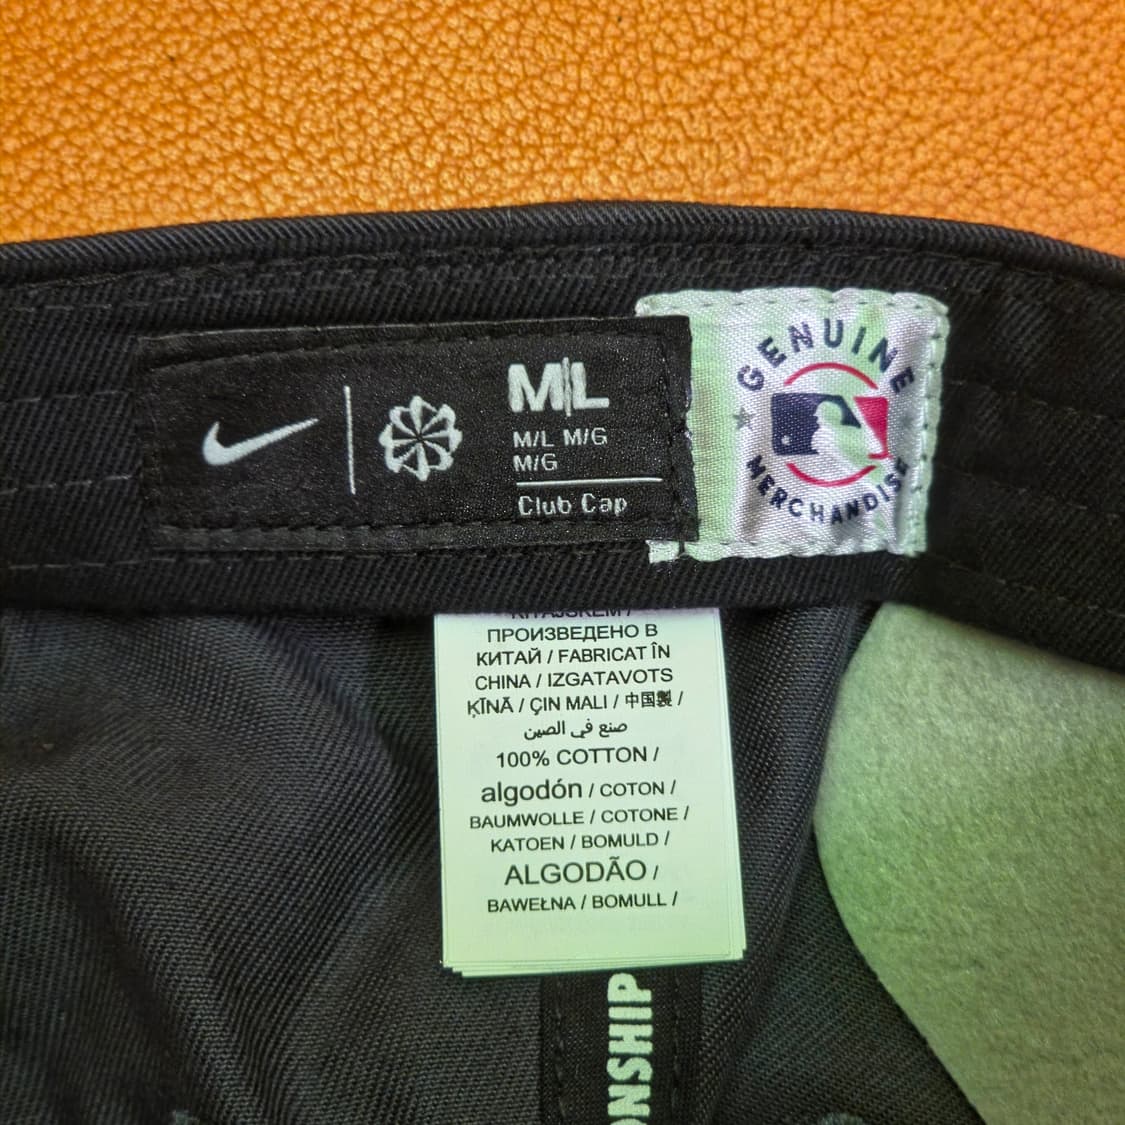 M|L
M/L M/G
M/G
Club Cap
GENUINE
MERCHANDISE
KITAJSKEM /
ПРОИЗВЕДЕНО В
КИТАЙ / FABRICAT ÎN
CHINA / IZGATAVOTS
ĶĪNĀ / ÇIN MALI / 中国製 /
صنع في الصين
100% COTTON /
algodón / COTON /
BAUMWOLLE / COTONE /
KATOEN / BOMULD /
ALGODÃO /
BAWEŁNA / BOMULL /